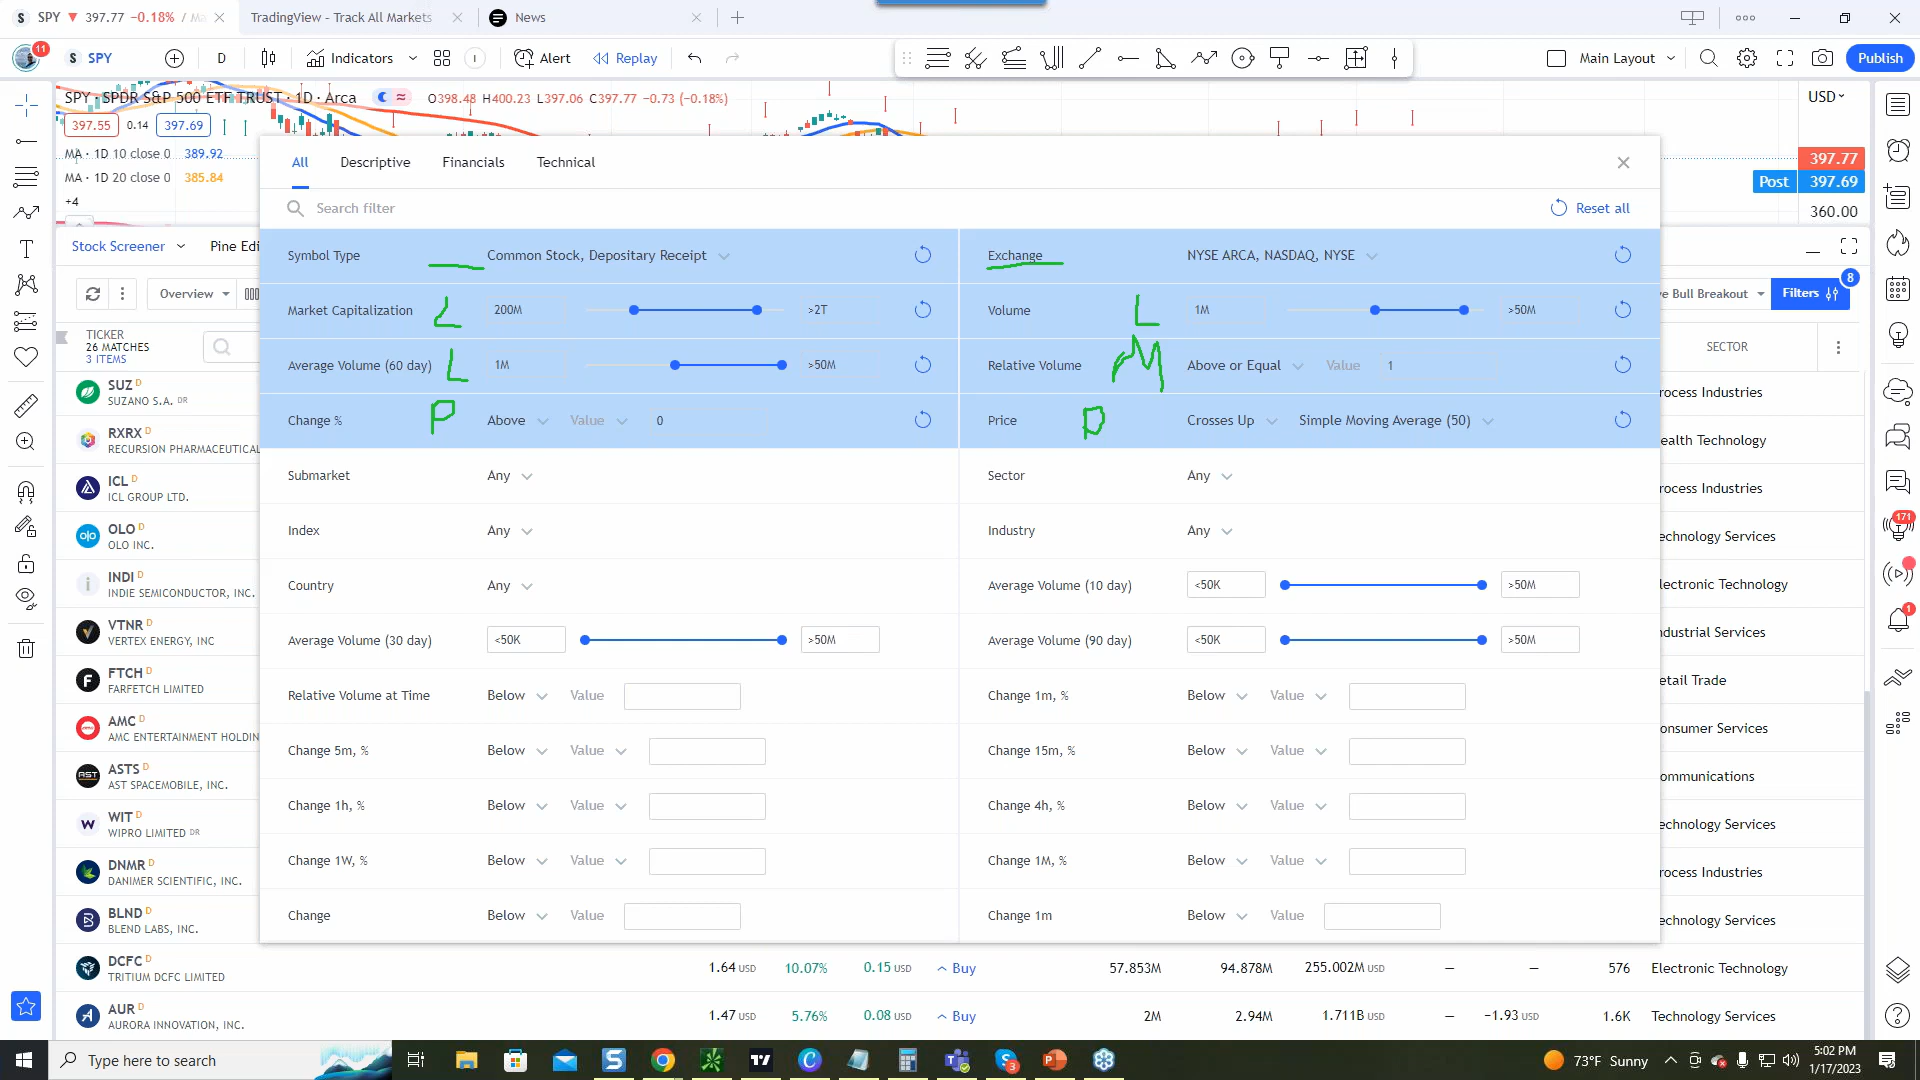 SPY 397.77 −0.18% / Ma
TradingView - Track All Markets
News
11
SPY
D
Indicators
Alert
Replay
Main Layout
Publish
SPY · SPDR S&P 500 ETF TRUST · 1D · Arca
O398.48 H400.23 L397.06 C397.77 −0.73 (−0.18%)
USD
397.55 0.14 397.69
MA · 1D 10 close 0 389.92
MA · 1D 20 close 0 385.84
+4
397.77
Post 397.69
360.00
All Descriptive Financials Technical
Search filter
Reset all
Stock Screener
Pine Edi
Overview
ve Bull Breakout
Filters
8
TICKER
26 MATCHES
3 ITEMS
SECTOR
Symbol Type Common Stock, Depositary Receipt
Exchange NYSE ARCA, NASDAQ, NYSE
Market Capitalization L 200M >2T
Volume L 1M >50M
Average Volume (60 day) L 1M >50M
Relative Volume M Above or Equal Value 1
Change % P Above Value 0
Price P Crosses Up Simple Moving Average (50)
Submarket Any
Sector Any
Index Any
Industry Any
Country Any
Average Volume (10 day) <50K >50M
Average Volume (30 day) <50K >50M
Average Volume (90 day) <50K >50M
Relative Volume at Time Below Value
Change 1m, % Below Value
Change 5m, % Below Value
Change 15m, % Below Value
Change 1h, % Below Value
Change 4h, % Below Value
Change 1W, % Below Value
Change 1M, % Below Value
Change Below Value
Change 1m Below Value
SUZ D
SUZANO S.A. DR
rocess Industries
RXRX D
RECURSION PHARMACEUTICAL
ealth Technology
ICL D
ICL GROUP LTD.
rocess Industries
OLO D
OLO INC.
echnology Services
INDI D
INDIE SEMICONDUCTOR, INC.
lectronic Technology
VTNR D
VERTEX ENERGY, INC
ndustrial Services
FTCH D
FARFETCH LIMITED
etail Trade
AMC D
AMC ENTERTAINMENT HOLDIN
onsumer Services
ASTS D
AST SPACEMOBILE, INC.
ommunications
WIT D
WIPRO LIMITED DR
echnology Services
DNMR D
DANIMER SCIENTIFIC, INC.
rocess Industries
BLND D
BLEND LABS, INC.
echnology Services
DCFC D
TRITIUM DCFC LIMITED
1.64 USD 10.07% 0.15 USD Buy 57.853M 94.878M 255.002M USD — — 576 Electronic Technology
AUR D
AURORA INNOVATION, INC.
1.47 USD 5.76% 0.08 USD Buy 2M 2.94M 1.711B USD — −1.93 USD 1.6K Technology Services
171
1
Type here to search
73°F Sunny
5:02 PM
1/17/2023